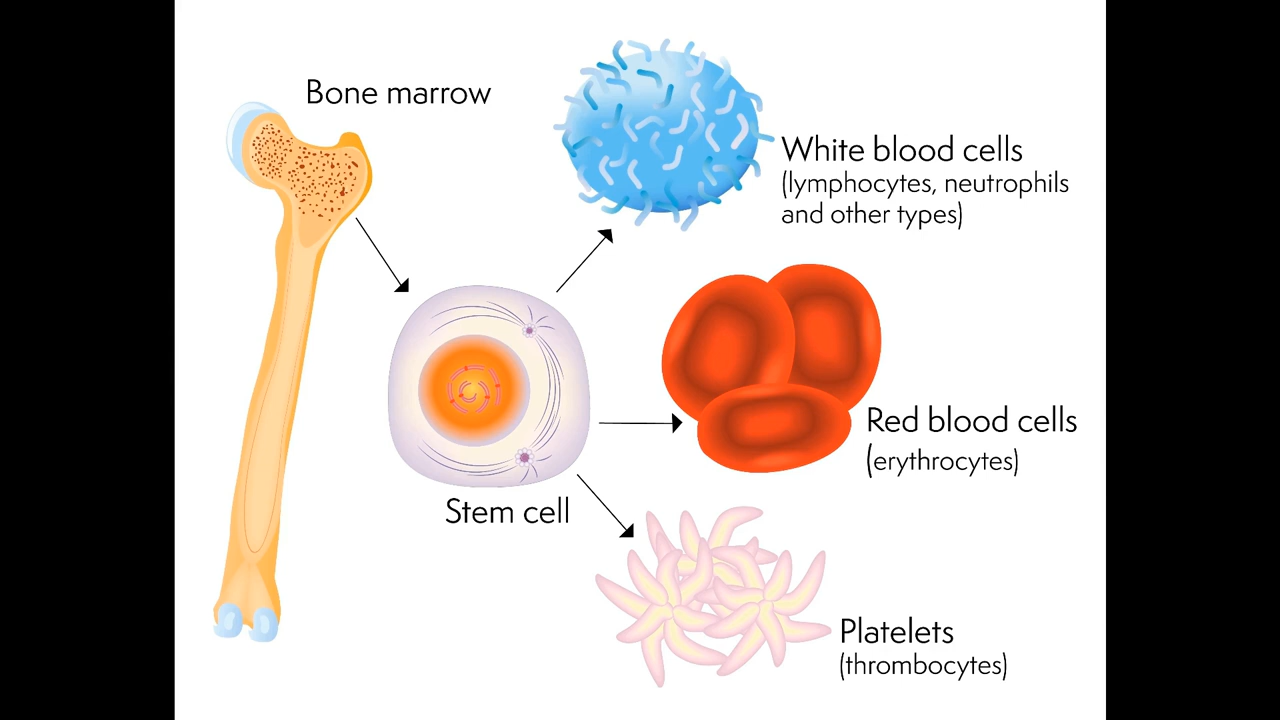 Bone marrow
White blood cells
(lymphocytes, neutrophils
and other types)
Red blood cells
(erythrocytes)
Stem cell
Platelets
(thrombocytes)